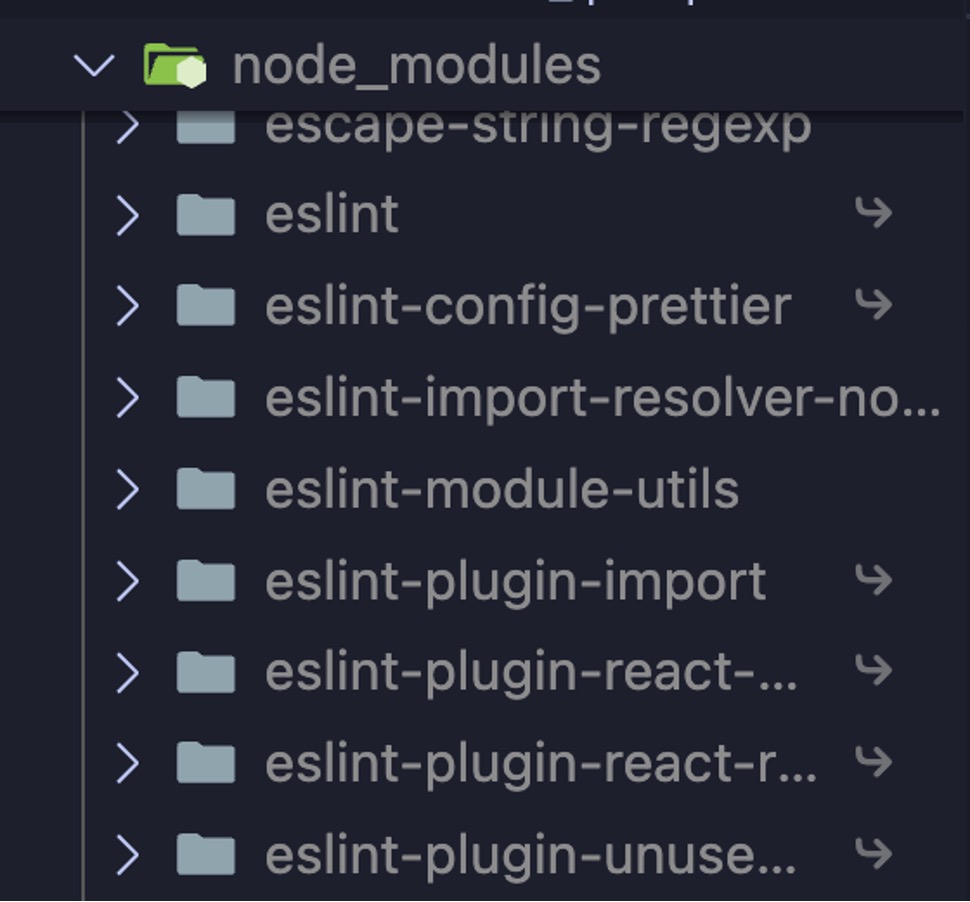 node_modules
escape-string-regexp
eslint
eslint-config-prettier
eslint-import-resolver-no...
eslint-module-utils
eslint-plugin-import
eslint-plugin-react-...
eslint-plugin-react-r...
eslint-plugin-unuse...